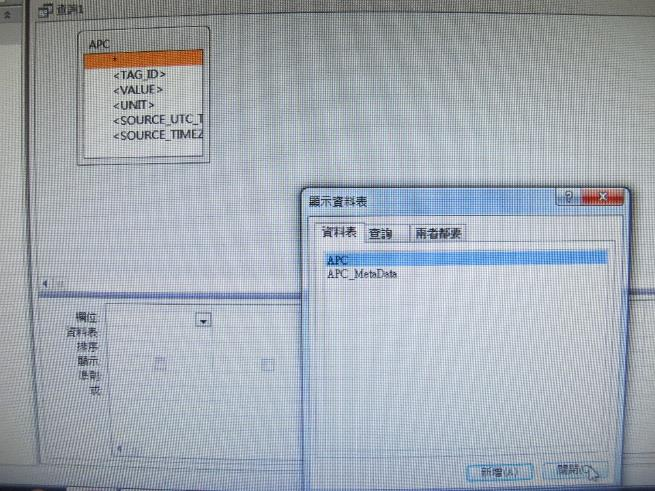 查詢1
APC
*
<TAG_ID>
<VALUE>
<UNIT>
<SOURCE_UTC_T
<SOURCE_TIMEZ
顯示資料表
?
資料表 查詢 兩者都要
APC
APC_MetaData
欄位:
資料表:
排序:
顯示:
準則:
或:
新增(A) 關閉(C)